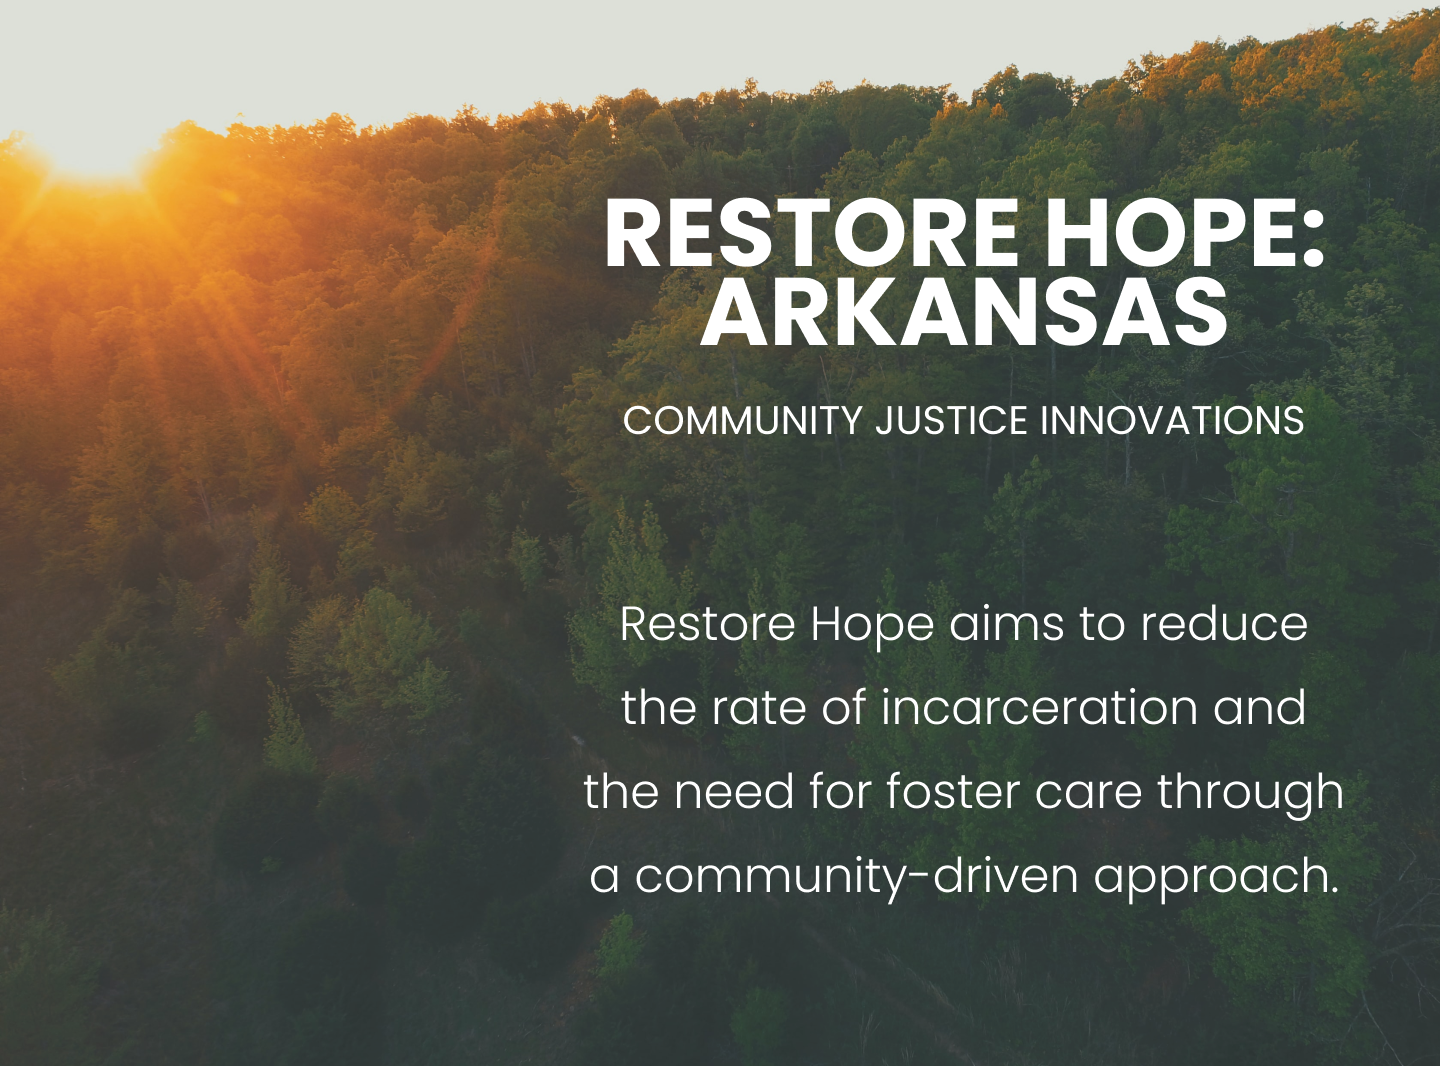 RESTORE HOPE:
ARKANSAS
COMMUNITY JUSTICE INNOVATIONS
Restore Hope aims to reduce
the rate of incarceration and
the need for foster care through
a community-driven approach.